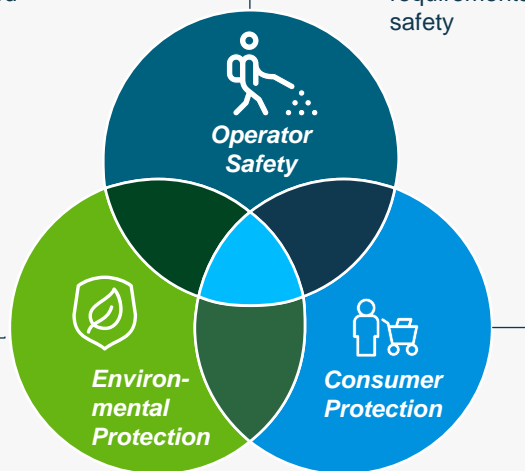 safety
Operator
Safety
Environ-
mental
Protection
Consumer
Protection